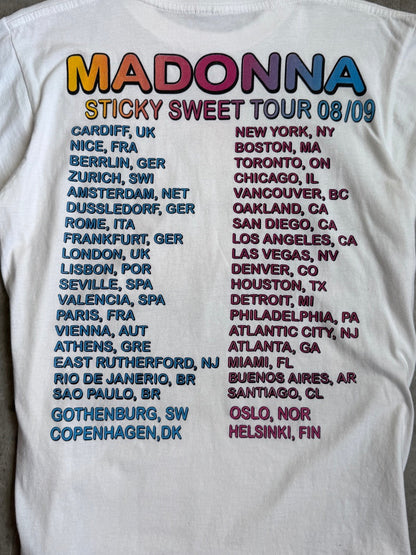 MADONNA
STICKY SWEET TOUR 08/09
CARDIFF, UK
NICE, FRA
BERRLIN, GER
ZURICH, SWI
AMSTERDAM, NET
DUSSLEDORF, GER
ROME, ITA
FRANKFURT, GER
LONDON, UK
LISBON, POR
SEVILLE, SPA
VALENCIA, SPA
PARIS, FRA
VIENNA, AUT
ATHENS, GRE
EAST RUTHERFORD, NJ
RIO DE JANERIO, BR
SAO PAULO, BR
GOTHENBURG, SW
COPENHAGEN,DK
NEW YORK, NY
BOSTON, MA
TORONTO, ON
CHICAGO, IL
VANCOUVER, BC
OAKLAND, CA
SAN DIEGO, CA
LOS ANGELES, CA
LAS VEGAS, NV
DENVER, CO
HOUSTON, TX
DETROIT, MI
PHILADELPHIA, PA
ATLANTIC CITY, NJ
ATLANTA, GA
MIAMI, FL
BUENOS AIRES, AR
SANTIAGO, CL
OSLO, NOR
HELSINKI, FIN